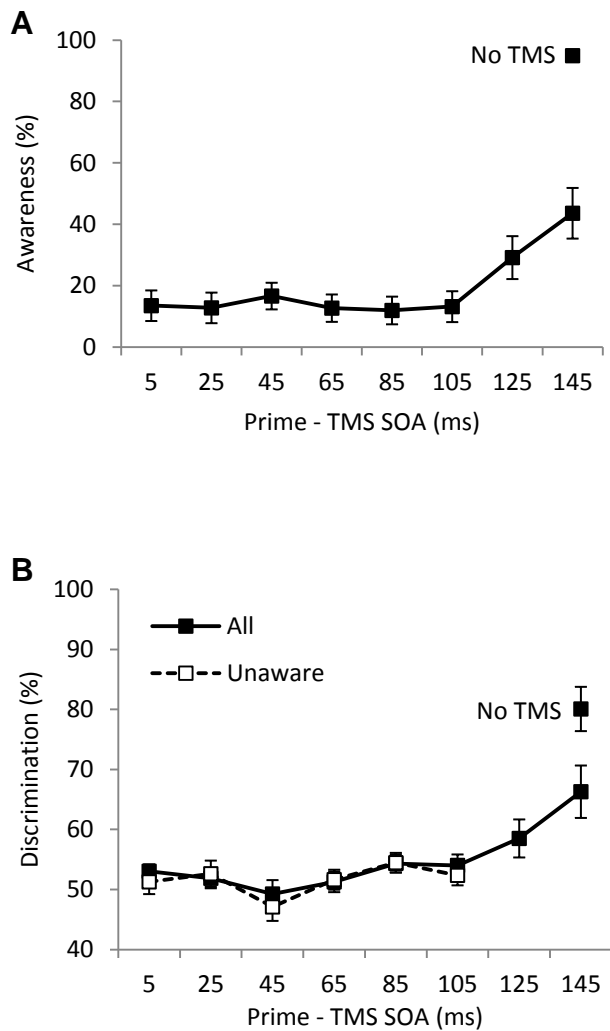 A
100
No TMS
80
60
40
20
0
Awareness (%)
5 25 45 65 85 105 125 145
Prime - TMS SOA (ms)
B
100
All
90
Unaware
80
No TMS
70
60
50
40
Discrimination (%)
5 25 45 65 85 105 125 145
Prime - TMS SOA (ms)